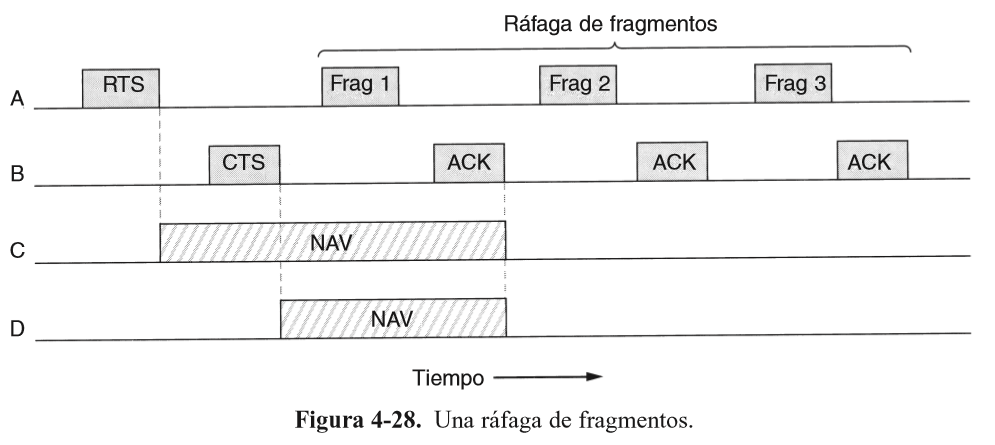 Ráfaga de fragmentos
A RTS Frag 1 Frag 2 Frag 3
B CTS ACK ACK ACK
C NAV
D NAV
Tiempo
Figura 4-28. Una ráfaga de fragmentos.